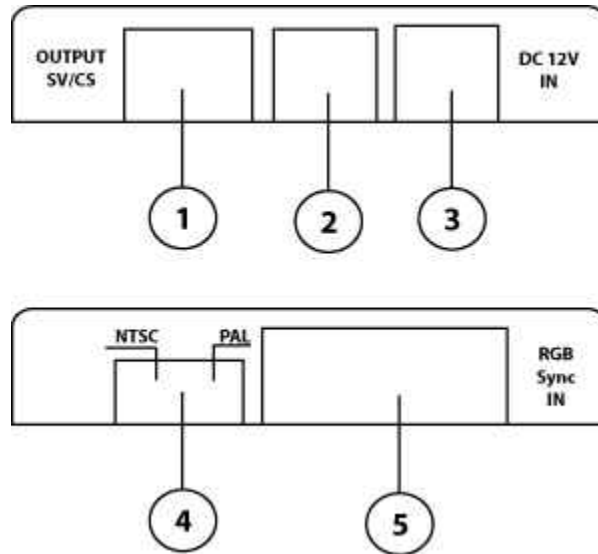 OUTPUT
SV/CS
DC 12V
IN
1
2
3
NTSC
PAL
RGB
Sync
IN
4
5